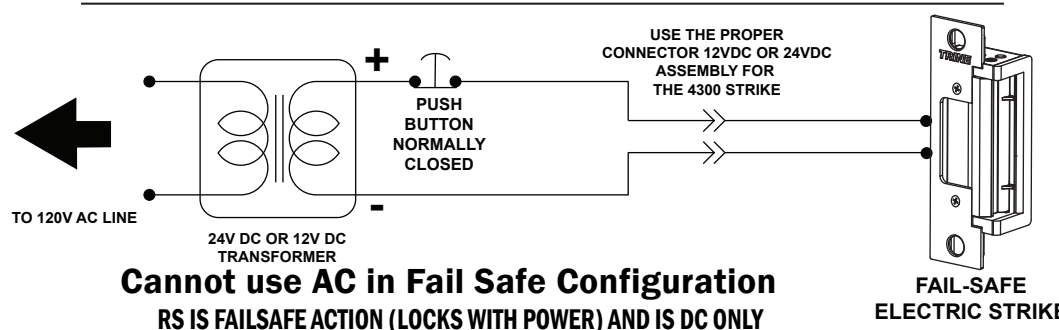 USE THE PROPER
CONNECTOR 12VDC OR 24VDC
ASSEMBLY FOR
THE 4300 STRIKE
TRINE
+
PUSH
BUTTON
NORMALLY
CLOSED
-
TO 120V AC LINE
24V DC OR 12V DC
TRANSFORMER
Cannot use AC in Fail Safe Configuration
RS IS FAILSAFE ACTION (LOCKS WITH POWER) AND IS DC ONLY
FAIL-SAFE
ELECTRIC STRIKE